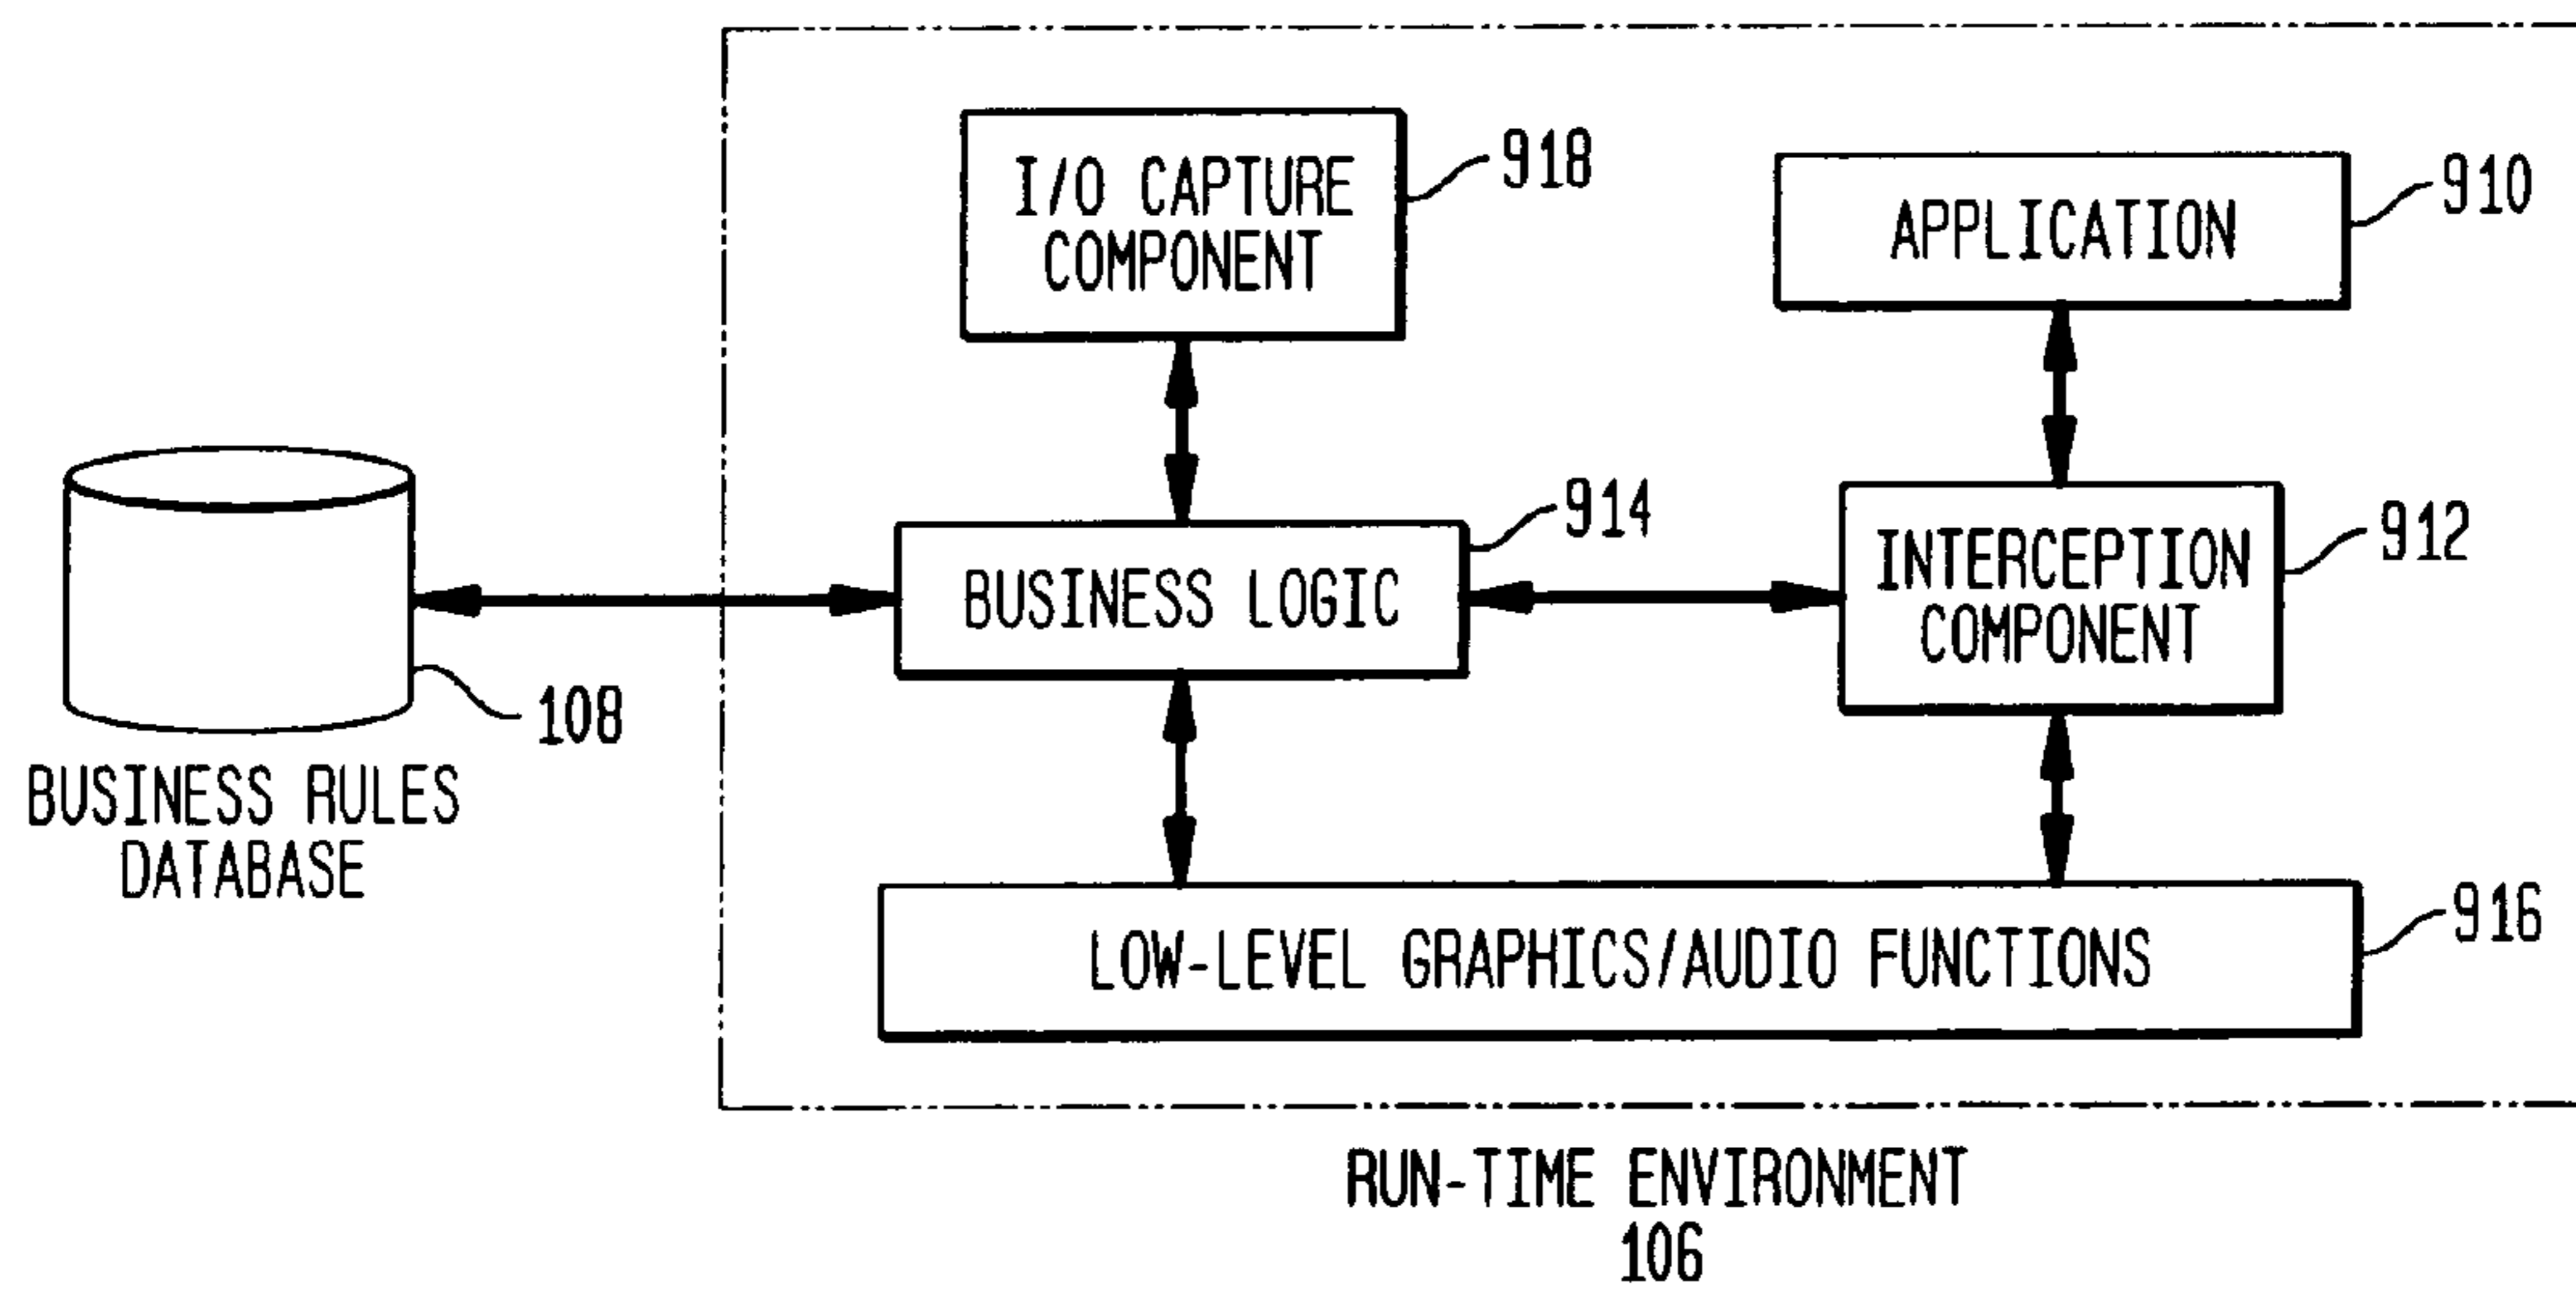 I/O CAPTURE
COMPONENT
918
APPLICATION
910
BUSINESS LOGIC
914
INTERCEPTION
COMPONENT
912
108
BUSINESS RULES
DATABASE
LOW-LEVEL GRAPHICS/AUDIO FUNCTIONS
916
RUN-TIME ENVIRONMENT
106